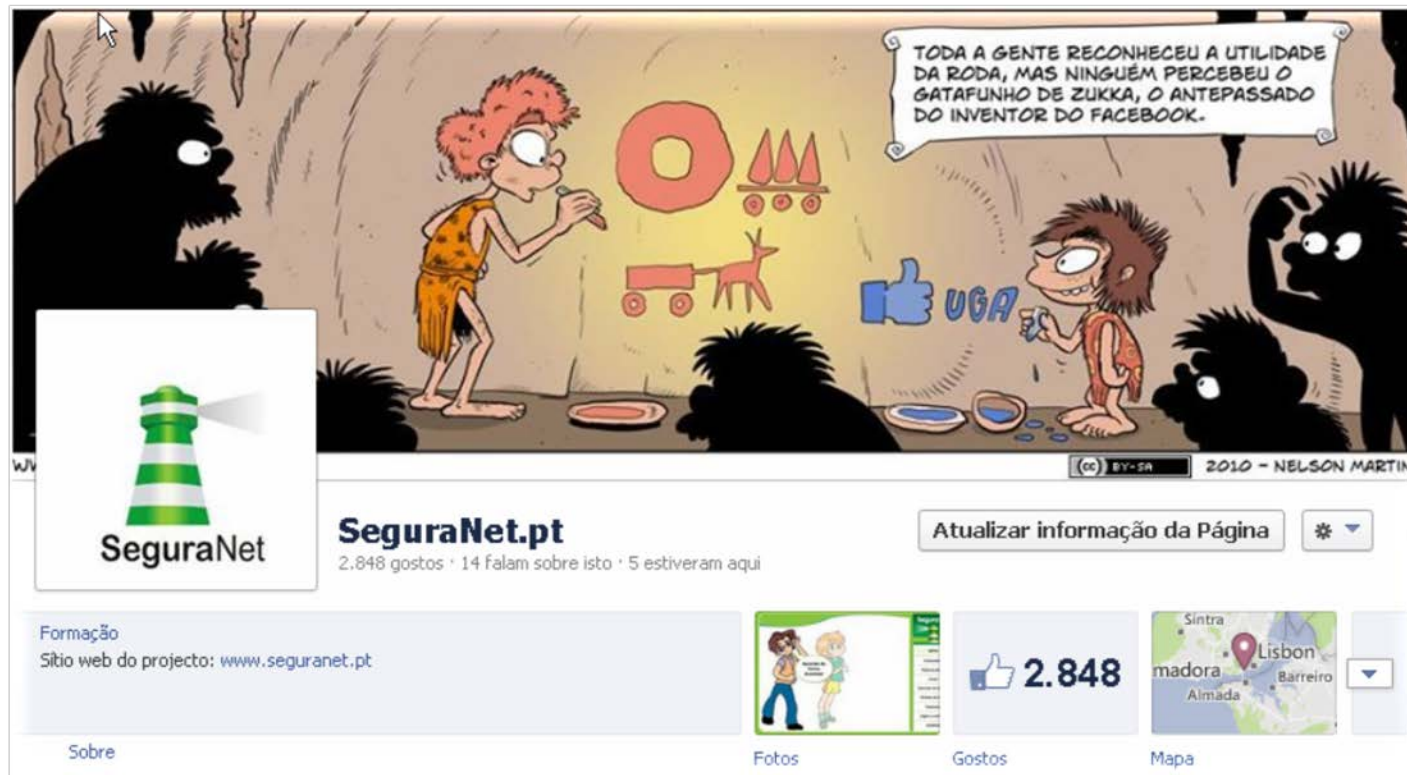 TODA A GENTE RECONHECEU A UTILIDADE
DA RODA, MAS NINGUÉM PERCEBEU O
GATAFUNHO DE ZUKKA, O ANTEPASSADO
DO INVENTOR DO FACEBOOK.
UGA
(cc) BY-SA 2010 - NELSON MARTIN
SeguraNet
SeguraNet.pt
2.848 gostos · 14 falam sobre isto · 5 estiveram aqui
Atualizar informação da Página
Formação
Sítio web do projecto: www.seguranet.pt
Sobre
Fotos
2.848
Gostos
Sintra
Lisbon
madora
Barreiro
Almada
Mapa